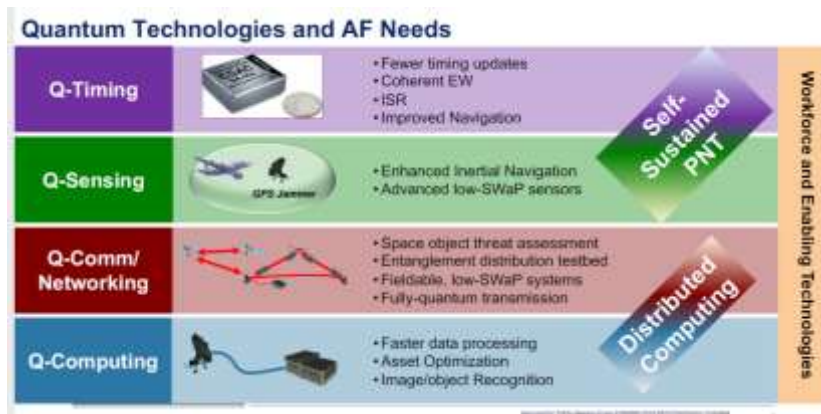 Quantum Technologies and AF Needs
Q-Timing
• Fewer timing updates
• Coherent EW
• ISR
• Improved Navigation
Q-Sensing
GPS Jammer
• Enhanced Inertial Navigation
• Advanced low-SWaP sensors
Self-
Sustained
PNT
Q-Comm/
Networking
• Space object threat assessment
• Entanglement distribution testbed
• Fieldable, low-SWaP systems
• Fully-quantum transmission
Q-Computing
• Faster data processing
• Asset Optimization
• Image/object Recognition
Distributed
Computing
Workforce and Enabling Technologies